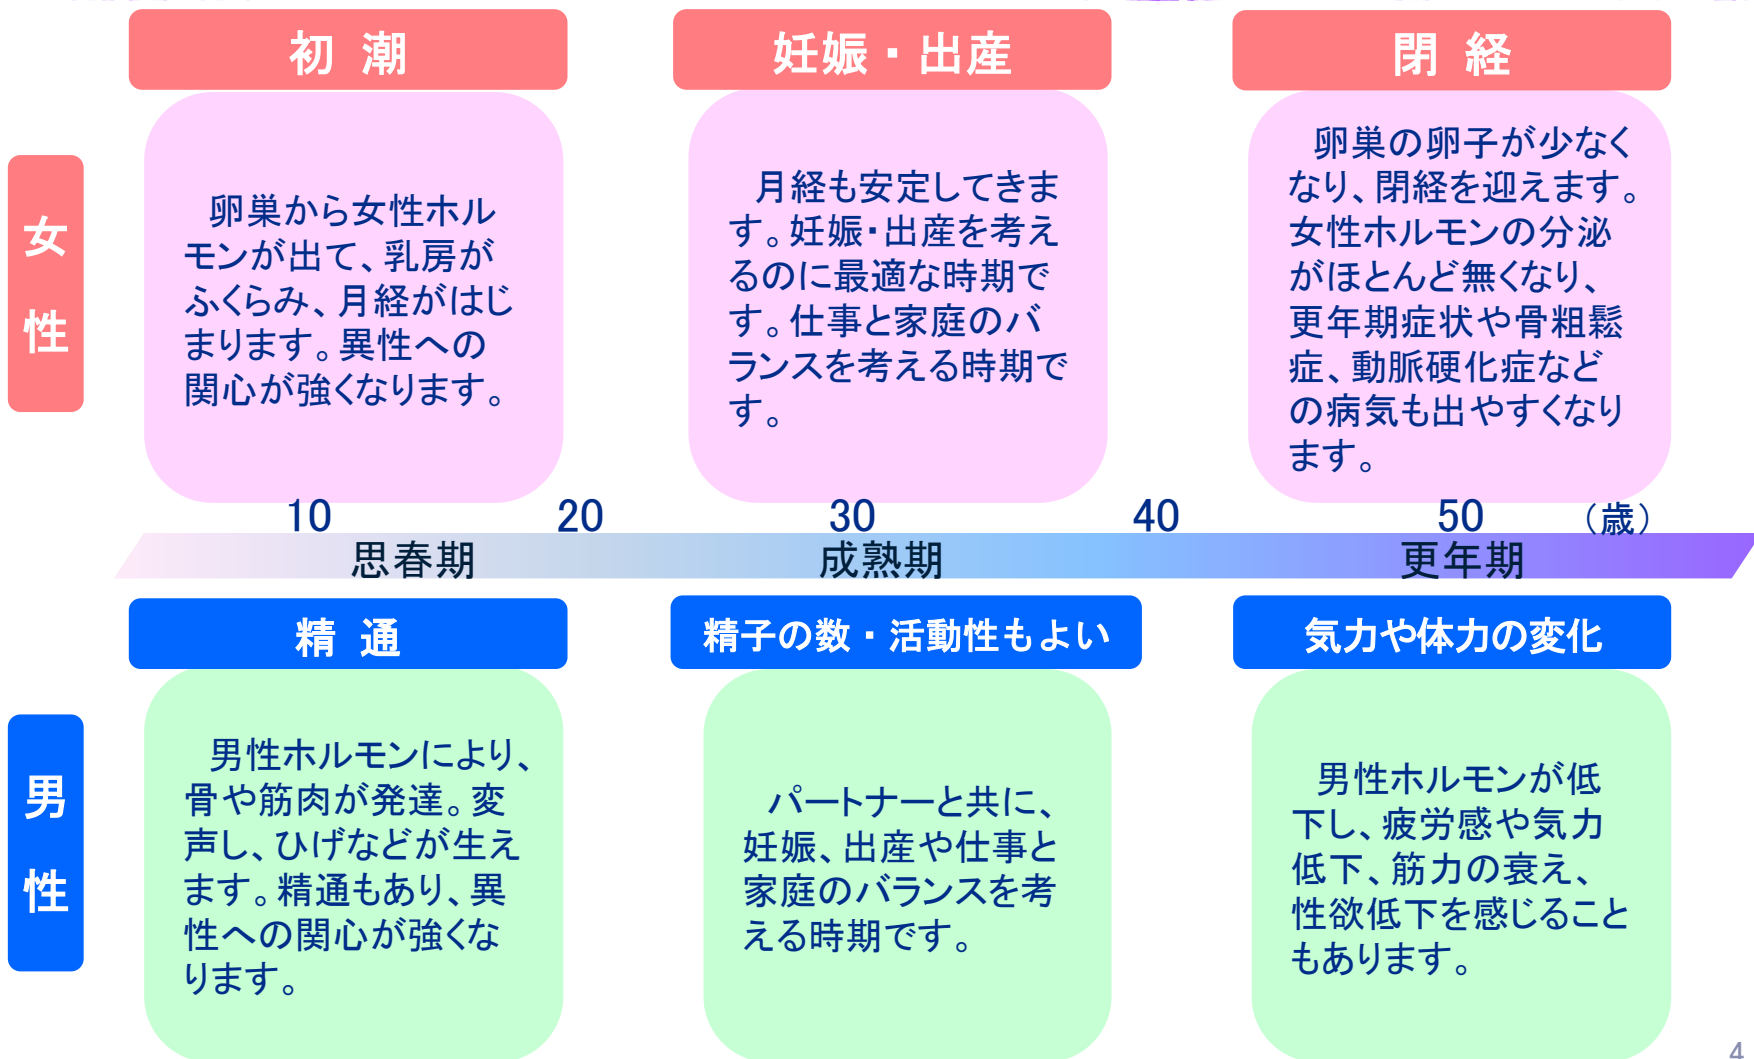 初 潮
妊娠・出産
閉 経
女性
卵巣から女性ホル
モンが出て、乳房が
ふくらみ、月経がはじ
まります。異性への
関心が強くなります。
月経も安定してきま
す。妊娠・出産を考え
るのに最適な時期で
す。仕事と家庭のバ
ランスを考える時期で
す。
卵巣の卵子が少なく
なり、閉経を迎えます。
女性ホルモンの分泌
がほとんど無くなり、
更年期症状や骨粗鬆
症、動脈硬化症など
の病気も出やすくなり
ます。
10 20 30 40 50 （歳）
思春期 成熟期 更年期
精 通
精子の数・活動性もよい
気力や体力の変化
男性
男性ホルモンにより、
骨や筋肉が発達。変
声し、ひげなどが生え
ます。精通もあり、異
性への関心が強くな
ります。
パートナーと共に、
妊娠、出産や仕事と
家庭のバランスを考
える時期です。
男性ホルモンが低
下し、疲労感や気力
低下、筋力の衰え、
性欲低下を感じること
もあります。
4